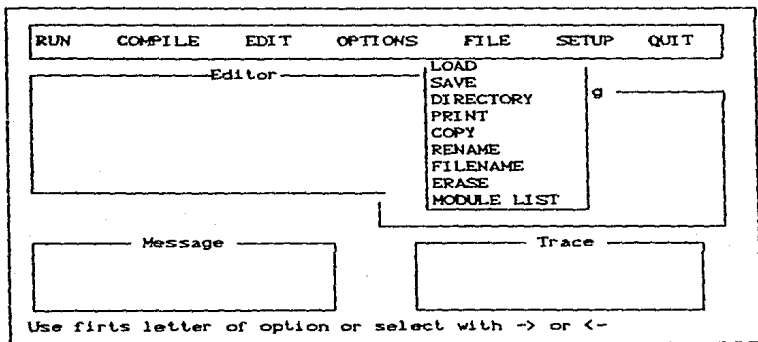 RUN COMPILE EDIT OPTIONS FILE SETUP QUIT
Editor
LOAD
SAVE
DIRECTORY
PRINT
COPY
RENAME
FILENAME
ERASE
MODULE LIST
g
Message
Trace
Use firts letter of option or select with -> or <-